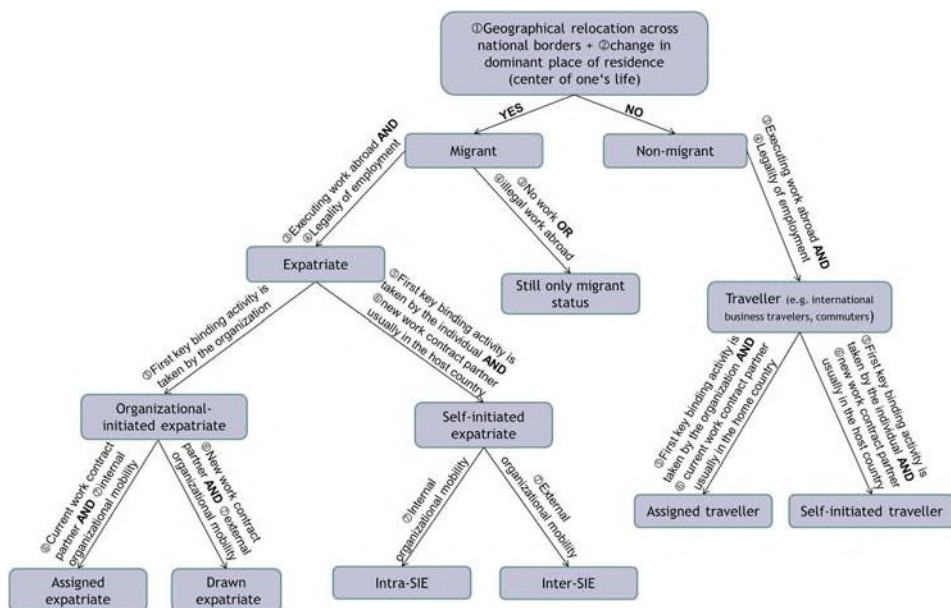 ①Geographical relocation across
national borders + ②change in
dominant place of residence
(center of one's life)
YES
NO
Migrant
Non-migrant
③Executing work abroad AND
④Legality of employment
③No work OR
④illegal work abroad
③Executing work abroad AND
④Legality of employment
Expatriate
Still only migrant
status
Traveller (e.g. international
business travelers, commuters)
⑤First key binding activity is
taken by the organization
⑤First key binding activity is
taken by the individual AND
⑥new work contract partner
usually in the host country
⑤First key binding activity is
taken by the organization AND
⑥ current work contract partner
usually in the home country
⑤First key binding activity is
taken by the individual AND
⑥new work contract partner
usually in the host country
Organizational-
initiated expatriate
Self-initiated
expatriate
Assigned traveller
Self-initiated traveller
⑥Current work contract
partner AND ⑦internal
organizational mobility
⑥New work contract
partner AND ⑦external
organizational mobility
⑦Internal
organizational mobility
⑦External
organizational mobility
Assigned
expatriate
Drawn
expatriate
Intra-SIE
Inter-SIE